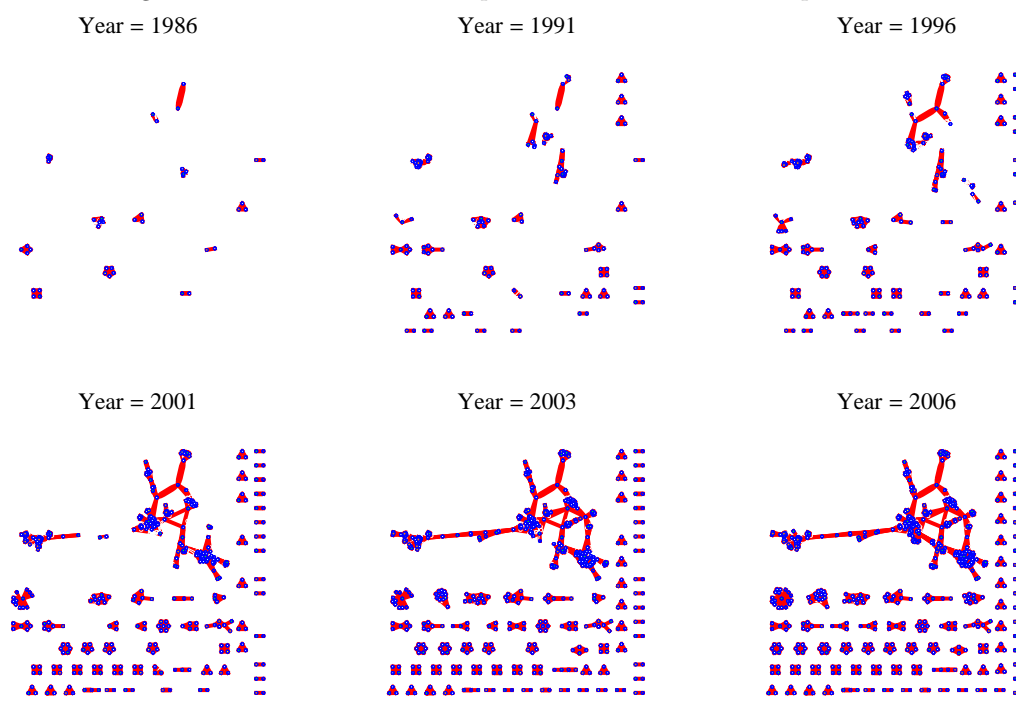 Year = 1986
Year = 1991
Year = 1996
Year = 2001
Year = 2003
Year = 2006